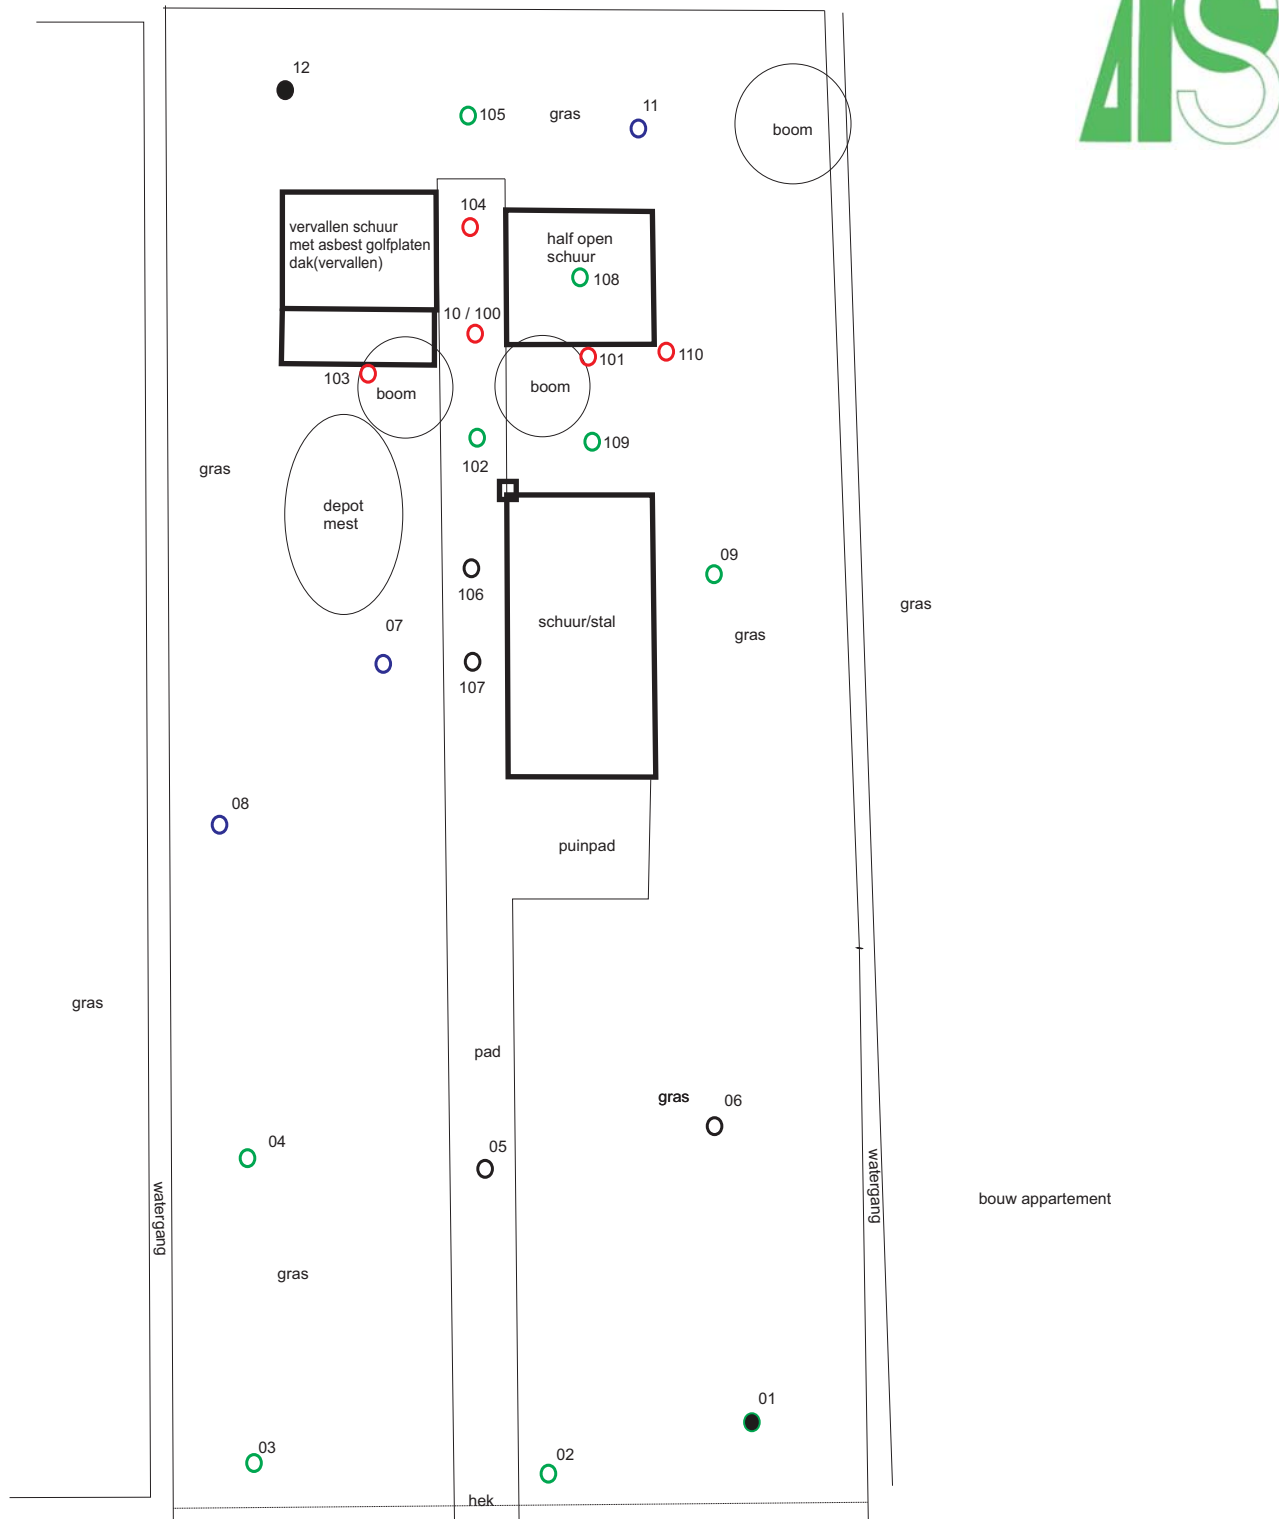 12
105
gras
11
boom
104
vervallen schuur
met asbest golfplaten
dak(vervallen)
half open
schuur
108
10 / 100
101
110
103
boom
boom
102
109
gras
depot
mest
106
09
gras
schuur/stal
gras
07
107
08
puinpad
gras
pad
gras
06
04
05
watergang
watergang
bouw appartement
gras
01
03
02
hek